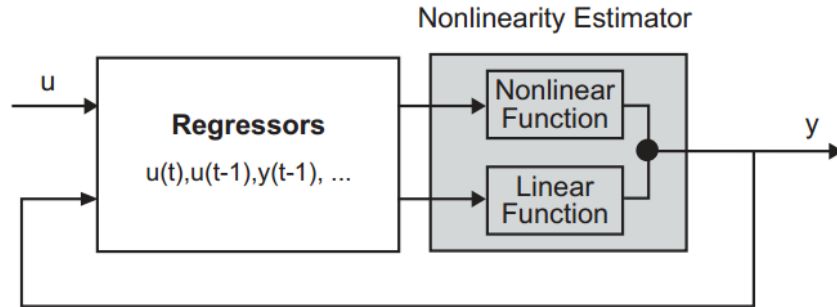 Nonlinearity Estimator
u
Regressors
u(t),u(t-1),y(t-1), ...
Nonlinear
Function
Linear
Function
y